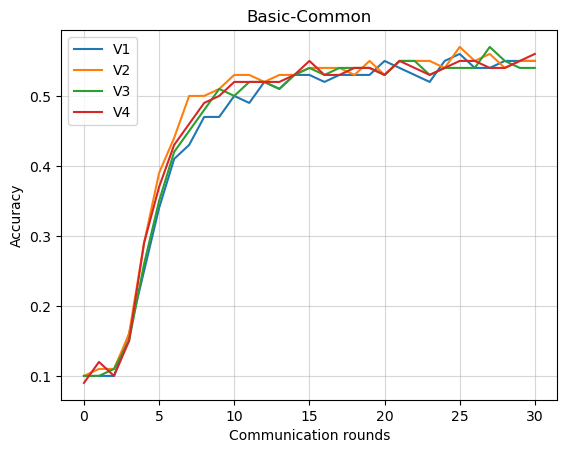 Basic-Common
V1
V2
V3
V4
0.5
0.4
0.3
0.2
0.1
Accuracy
0 5 10 15 20 25 30
Communication rounds